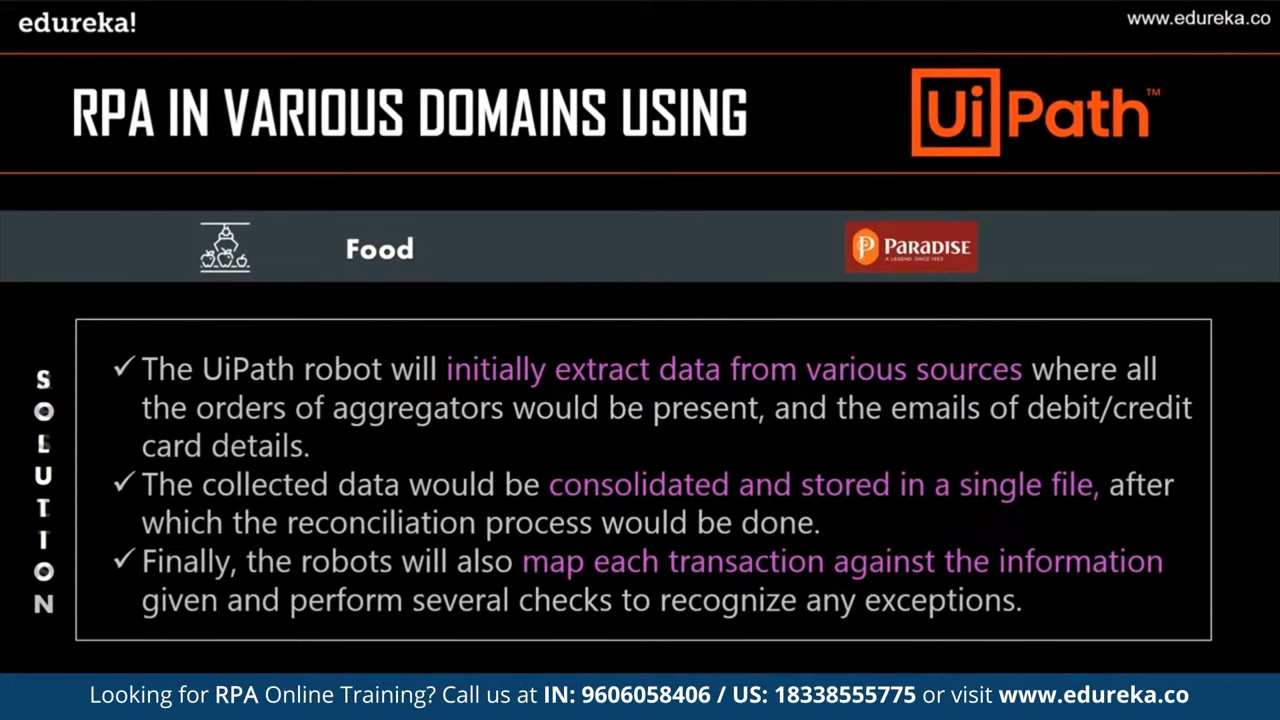 edureka!
www.edureka.co
RPA IN VARIOUS DOMAINS USING
UiPath™
Food
PARADISE
A LEGEND. SINCE 1953
SOLUTION
✓ The UiPath robot will initially extract data from various sources where all
the orders of aggregators would be present, and the emails of debit/credit
card details.
✓ The collected data would be consolidated and stored in a single file, after
which the reconciliation process would be done.
✓ Finally, the robots will also map each transaction against the information
given and perform several checks to recognize any exceptions.
Looking for RPA Online Training? Call us at IN: 9606058406 / US: 18338555775 or visit www.edureka.co